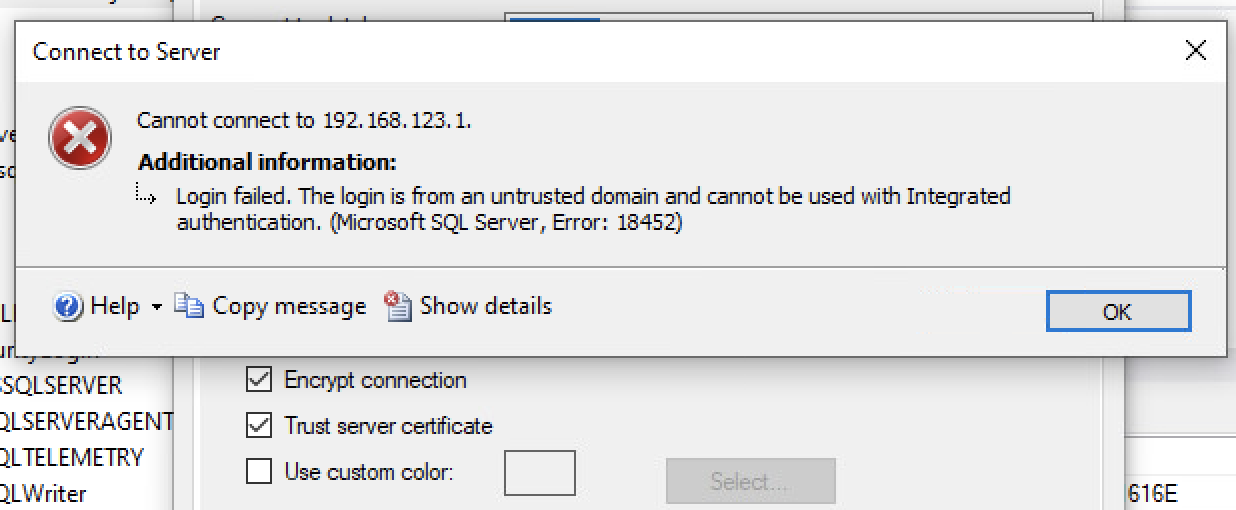 Connect to Server
Cannot connect to 192.168.123.1.
Additional information:
Login failed. The login is from an untrusted domain and cannot be used with Integrated
authentication. (Microsoft SQL Server, Error: 18452)
Help
Copy message
Show details
OK
SQLSERVER
QLSERVERAGENT
QLTELEMETRY
QLWriter
Encrypt connection
Trust server certificate
Use custom color:
Select...
616E